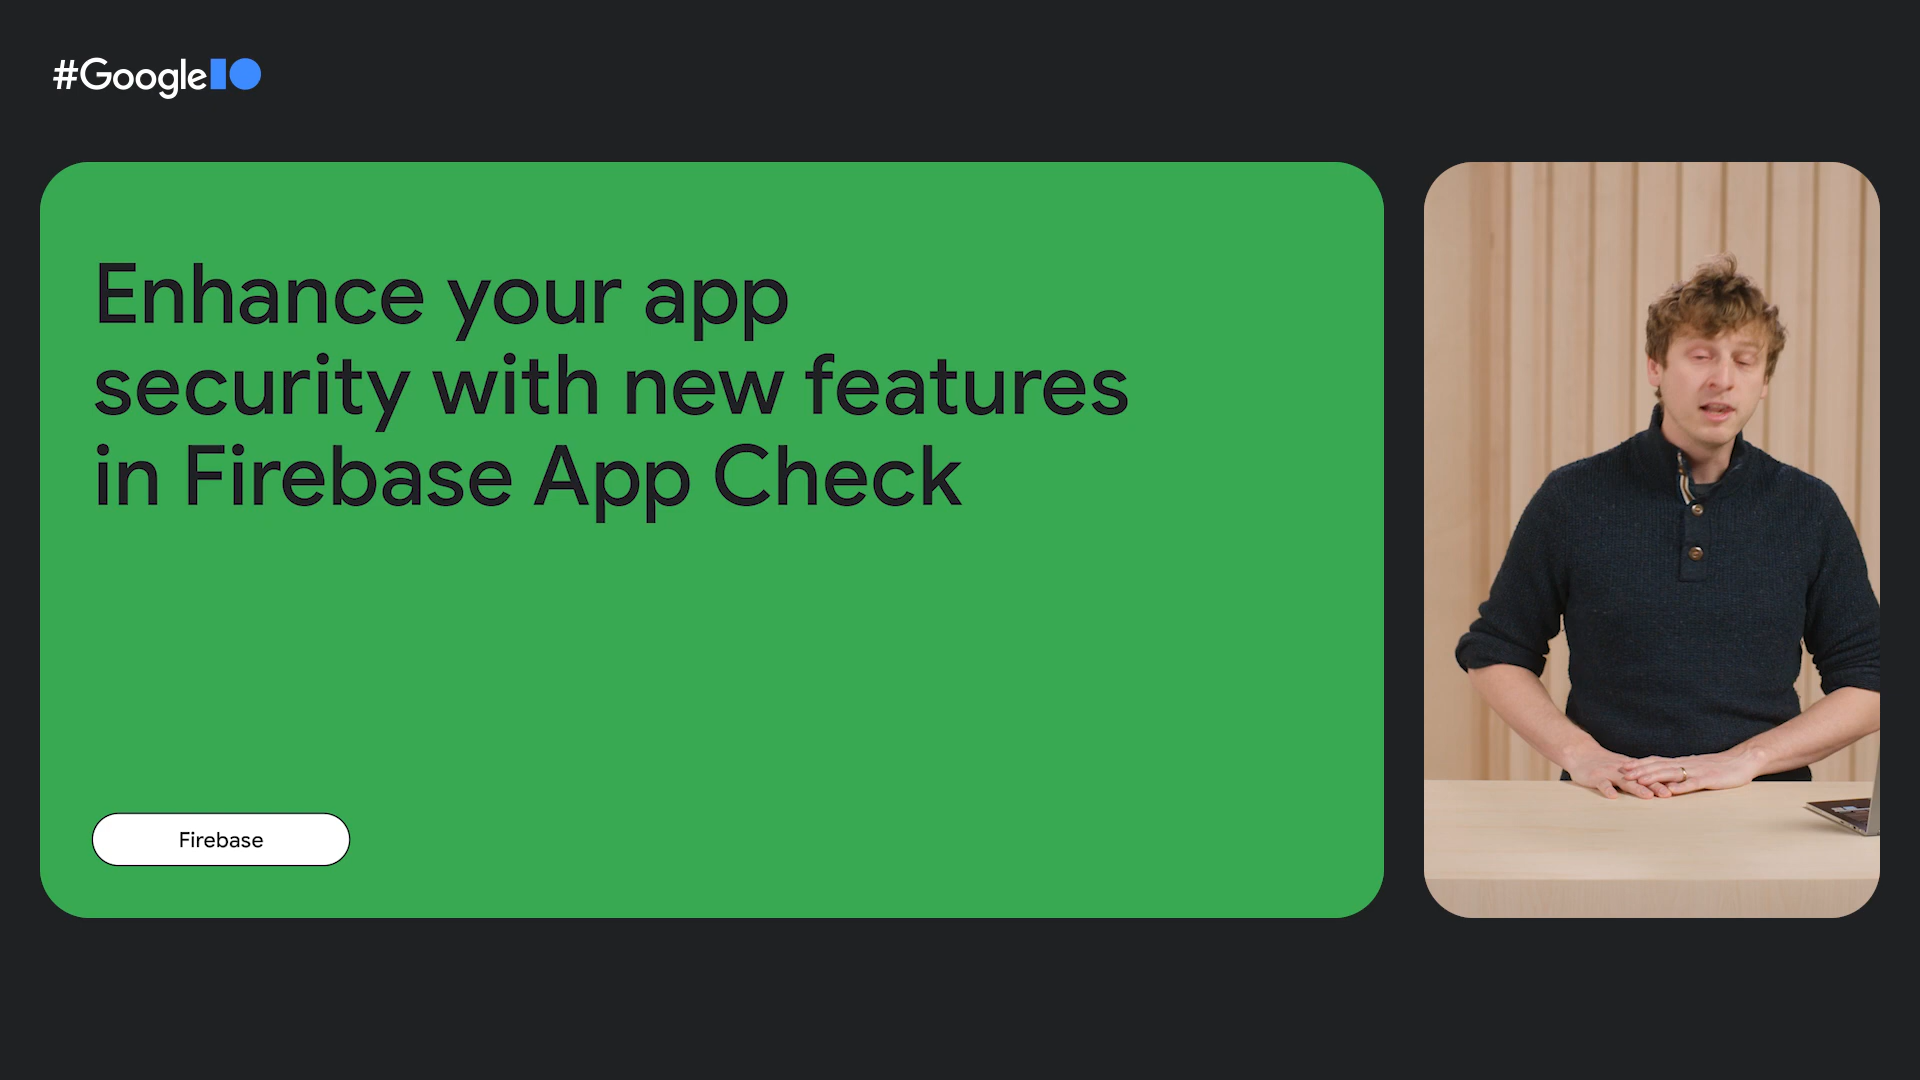 #GoogleIO
Enhance your app
security with new features
in Firebase App Check
Firebase